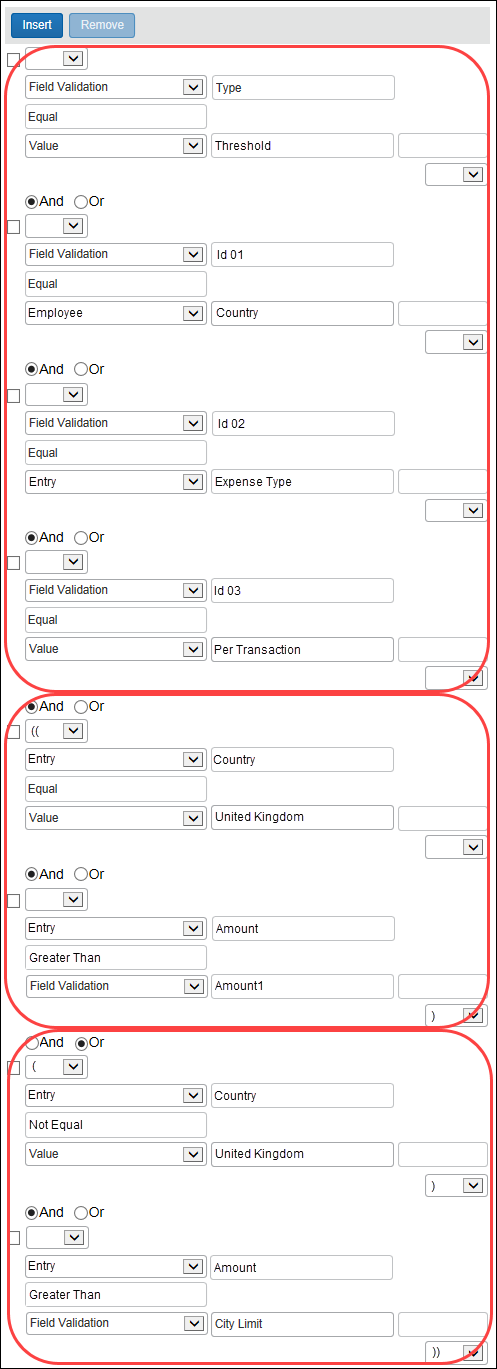 Insert Remove
Field Validation Type
Equal
Value Threshold
And Or
Field Validation Id 01
Equal
Employee Country
And Or
Field Validation Id 02
Equal
Entry Expense Type
And Or
Field Validation Id 03
Equal
Value Per Transaction
And Or
((
Entry Country
Equal
Value United Kingdom
And Or
Entry Amount
Greater Than
Field Validation Amount1
)
And Or
(
Entry Country
Not Equal
Value United Kingdom
)
And Or
Entry Amount
Greater Than
Field Validation City Limit
))